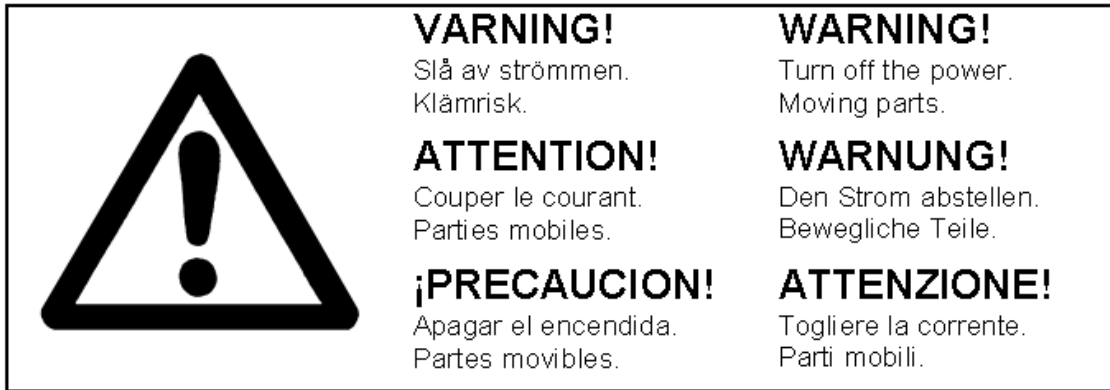 VARNING!
Slå av strömmen.
Klämrisk.
WARNING!
Turn off the power.
Moving parts.
ATTENTION!
Couper le courant.
Parties mobiles.
WARNUNG!
Den Strom abstellen.
Bewegliche Teile.
¡PRECAUCION!
Apagar el encendida.
Partes movibles.
ATTENZIONE!
Togliere la corrente.
Parti mobili.